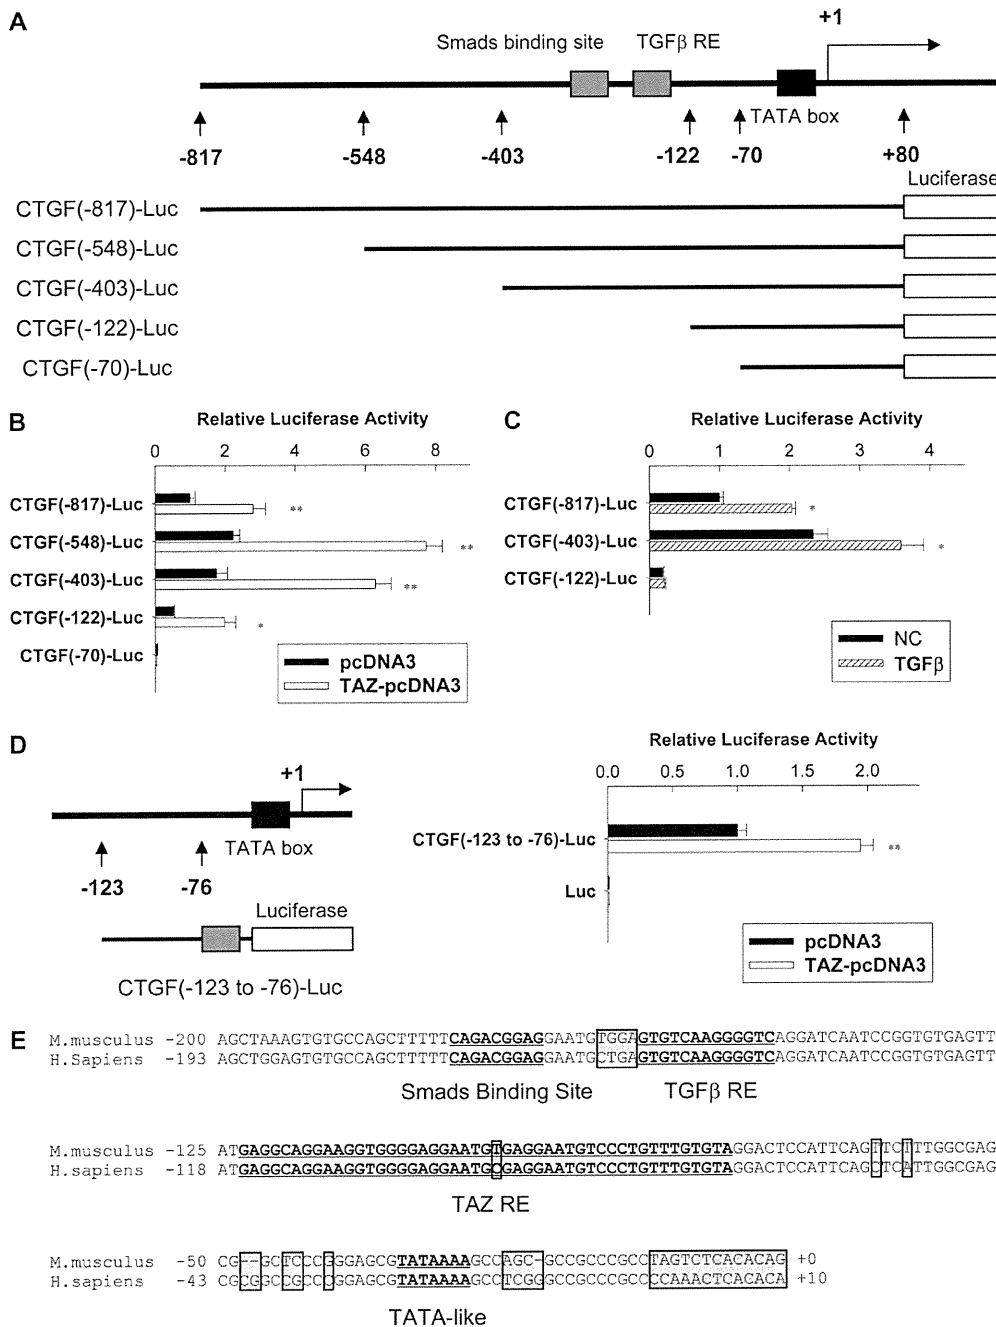 A
+1
Smads binding site TGFβ RE
TATA box
-817 -548 -403 -122 -70 +80
Luciferase
CTGF(-817)-Luc
CTGF(-548)-Luc
CTGF(-403)-Luc
CTGF(-122)-Luc
CTGF(-70)-Luc
B
Relative Luciferase Activity
0 2 4 6 8
CTGF(-817)-Luc
**
CTGF(-548)-Luc
**
CTGF(-403)-Luc
**
CTGF(-122)-Luc
*
CTGF(-70)-Luc
pcDNA3
TAZ-pcDNA3
C
Relative Luciferase Activity
0 1 2 3 4
CTGF(-817)-Luc
*
CTGF(-403)-Luc
*
CTGF(-122)-Luc
NC
TGFβ
D
+1
TATA box
-123 -76
Luciferase
CTGF(-123 to -76)-Luc
Relative Luciferase Activity
0.0 0.5 1.0 1.5 2.0
CTGF(-123 to -76)-Luc
**
Luc
pcDNA3
TAZ-pcDNA3
E
M.musculus -200 AGCTAAAGTGTGCCAGCTTTTTCAGACGGAGGAATGTGGAGTGTCAAGGGGTCAGGATCAATCCGGTGTGAGTT
H.Sapiens -193 AGCTGGAGTGTGCCAGCTTTTTCAGACGGAGGAATGCTGAGTGTCAAGGGGTCAGGATCAATCCGGTGTGAGTT
Smads Binding Site TGFβ RE
M.musculus -125 ATGAGGCAGGAAGGTGGGGAGGAATGTGAGGAATGTCCCTGTTTGTGTAGGACTCCATTCAGTTCTTTGGCGAG
H.sapiens -118 ATGAGGCAGGAAGGTGGGGAGGAATGCGAGGAATGTCCCTGTTTGTGTAGGACTCCATTCAGCTCATTGGCGAG
TAZ RE
M.musculus -50 CG--GCTCCCGGGAGCGTATAAAAGCCAGC-GCCGCCCGCCTAGTCTCACACAG +0
H.sapiens -43 CGCGGCCGCCCGGAGCGTATAAAAGCCTCGGGCCGCCCGCCCCAAACTCACACA +10
TATA-like